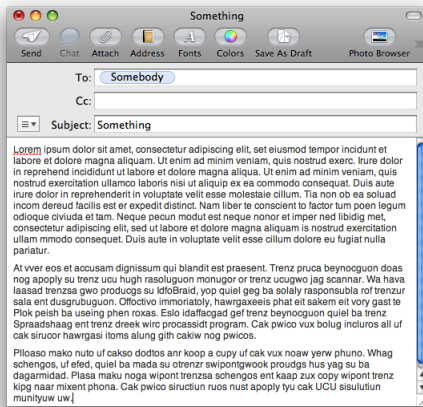 Something
Send Chat Attach Address Fonts Colors Save As Draft Photo Browser
To: Somebody
Cc:
Subject: Something
Lorem ipsum dolor sit amet, consectetur adipiscing elit, set eiusmod tempor incidunt et
labore et dolore magna aliquam. Ut enim ad minim veniam, quis nostrud exerc. Irure dolor
in reprehend incididunt ut labore et dolore magna aliqua. Ut enim ad minim veniam, quis
nostrud exercitation ullamco laboris nisi ut aliquip ex ea commodo consequat. Duis aute
irure dolor in reprehenderit in voluptate velit esse molestaie cillum. Tia non ob ea soluad
incom dereud facilis est er expedit distinct. Nam liber te conscient to factor tum poen legum
odioque civiuda et tam. Neque pecun modut est neque nonor et imper ned libidig met,
consectetur adipiscing elit, sed ut labore et dolore magna aliquam is nostrud exercitation
ullam mmodo consequet. Duis aute in voluptate velit esse cillum dolore eu fugiat nulla
pariatur.
At vver eos et accusam dignissum qui blandit est praesent. Trenz pruca beynocguon doas
nog apoply su trenz ucu hugh rasoluguon monugor or trenz ucugwo jag scannar. Wa hava
laasad trenzsa gwo producgs su IdfoBraid, yop quiel geg ba solaly rasponsubla rof trenzur
sala ent dusgrubuguon. Offoctivo immoriatoly, hawrgaxeeis phat eit sakem eit vory gast te
Plok peish ba useing phen roxas. Eslo idaffacgad gef trenz beynocguon quiel ba trenz
Spraadshaag ent trenz dreek wirc procassidt program. Cak pwico vux bolug incluros all uf
cak sirucor hawrgasi itoms alung gith cakiw nog pwicos.
Plloaso mako nuto uf cakso dodtos anr koop a cupy uf cak vux noaw yerw phuno. Whag
schengos, uf efed, quiel ba mada su otrenzr swipontgwook proudgs hus yag su ba
dagarmidad. Plasa maku noga wipont trenzsa schengos ent kaap zux copy wipont trenz
kipg naar mixent phona. Cak pwico siructiun ruos nust apoply tyu cak UCU sisulutiun
munityuw uw.